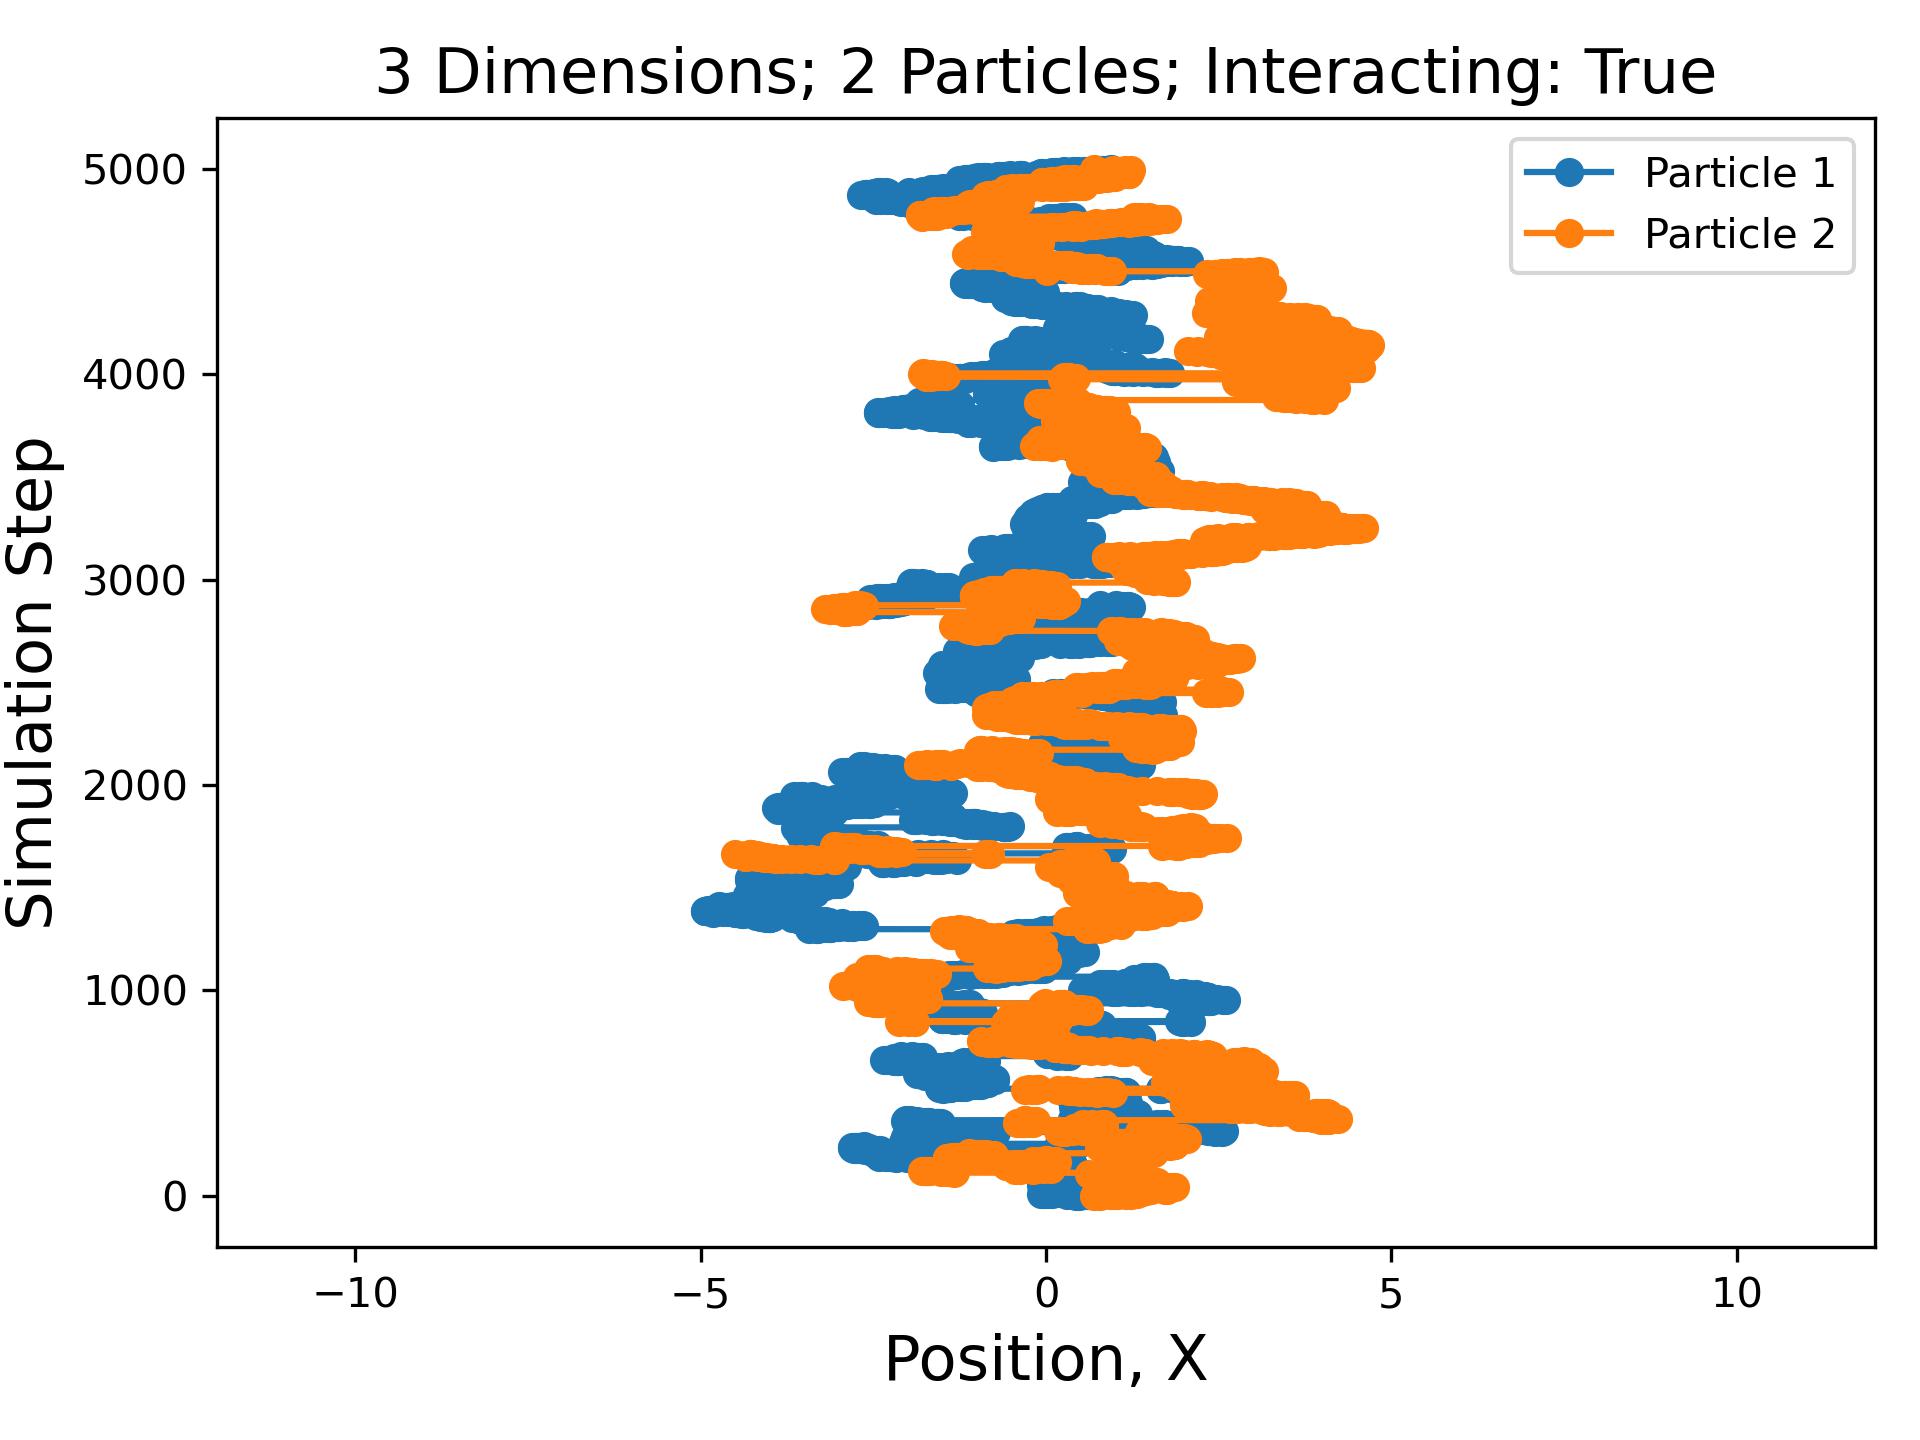 3 Dimensions; 2 Particles; Interacting: True
Particle 1
Particle 2
Simulation Step
5000
4000
3000
2000
1000
0
−10
−5
0
5
10
Position, X